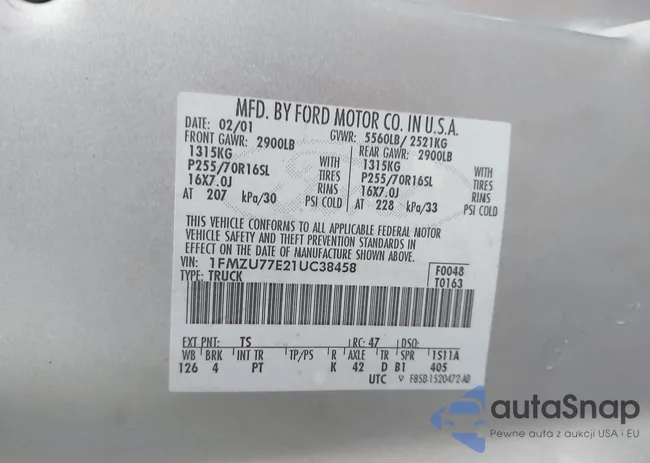 MFD. BY FORD MOTOR CO. IN U.S.A.
DATE: 02/01 GVWR: 5560LB/ 2521KG
FRONT GAWR: 2900LB REAR GAWR: 2900LB
1315KG WITH 1315KG WITH
P255/70R16SL TIRES P255/70R16SL TIRES
16X7.0J RIMS 16X7.0J RIMS
AT 207 kPa/30 PSI COLD AT 228 kPa/33 PSI COLD
THIS VEHICLE CONFORMS TO ALL APPLICABLE FEDERAL MOTOR
VEHICLE SAFETY AND THEFT PREVENTION STANDARDS IN
EFFECT ON THE DATE OF MANUFACTURE SHOWN ABOVE.
VIN: 1FMZU77E21UC38458 F0048
TYPE: TRUCK T0163
EXT PNT: TS RC: 47 DSO:
WB BRK INT TR TP/PS R AXLE TR SPR 1S11A
126 4 PT K 42 D B1 405
UTC ▽ F85B-1520472-AB
autaSnap
Pewne auta z aukcji USA i EU